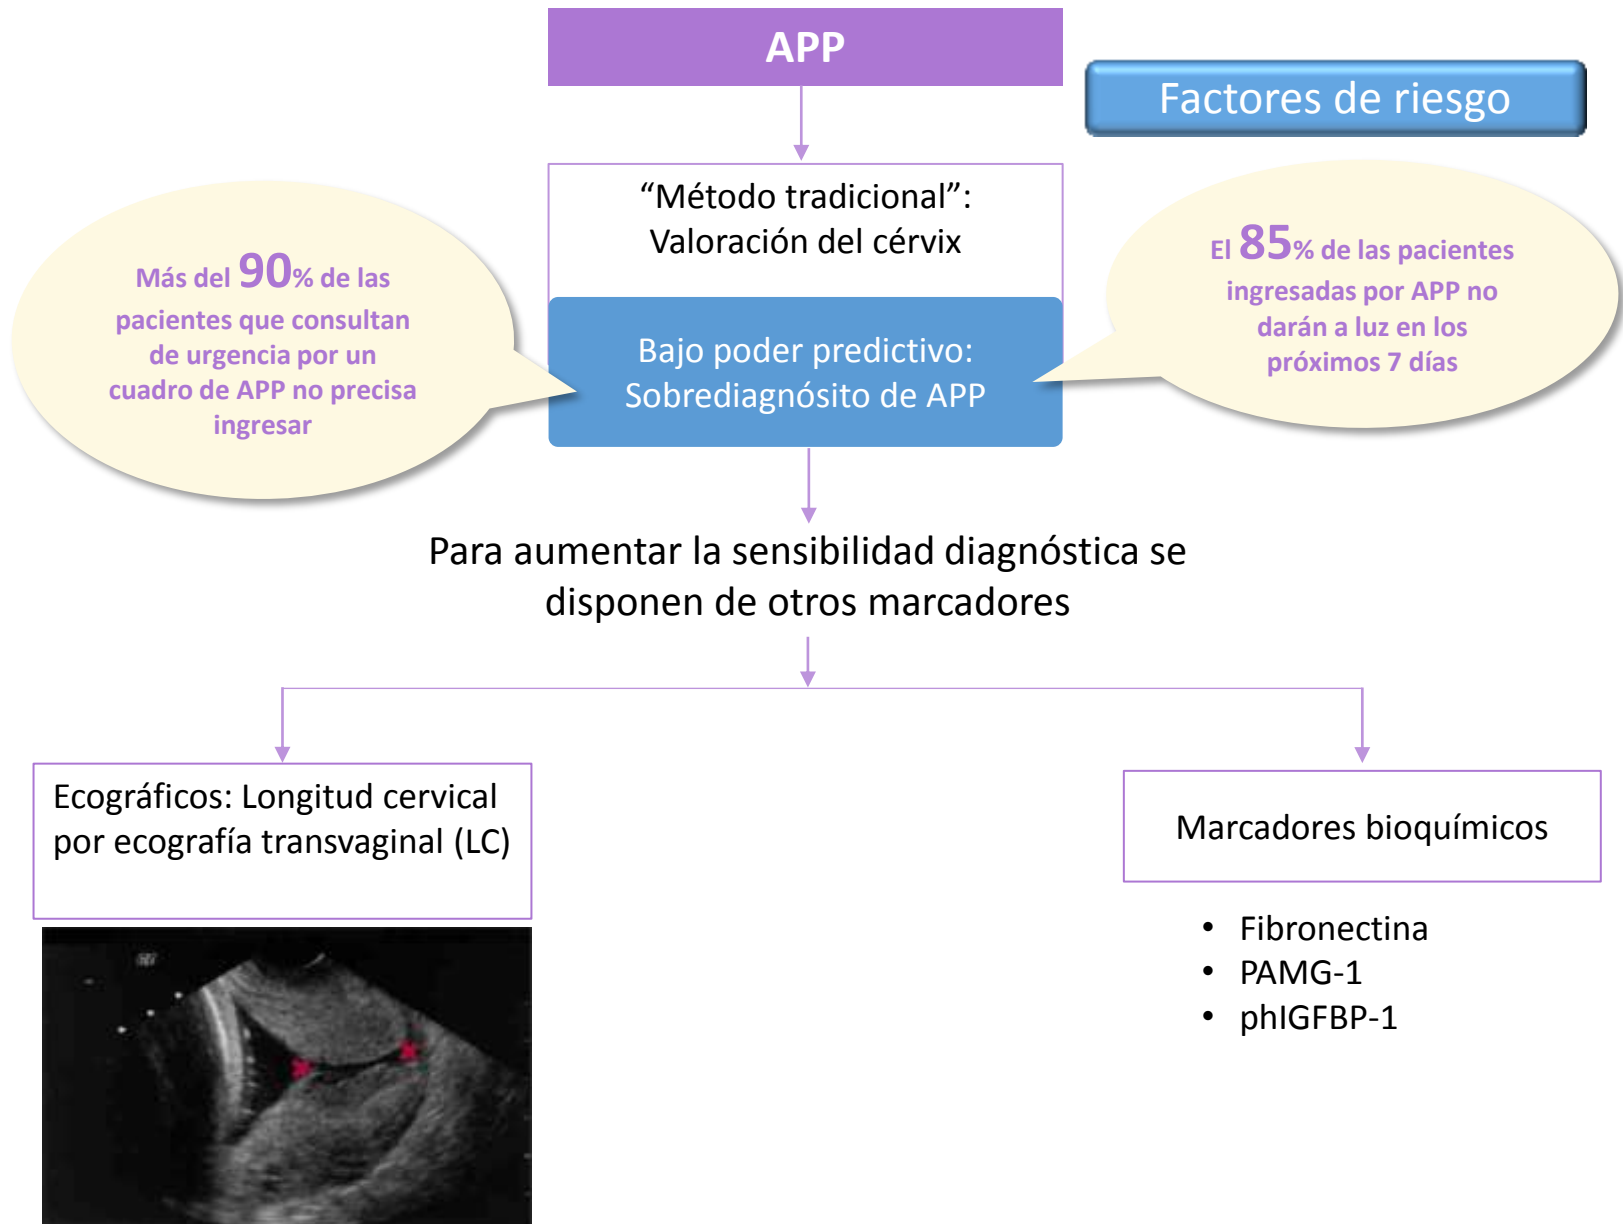 APP
Factores de riesgo
“Método tradicional”:
Valoración del cérvix
Más del 90% de las
pacientes que consultan
de urgencia por un
cuadro de APP no precisa
ingresar
El 85% de las pacientes
ingresadas por APP no
darán a luz en los
próximos 7 días
Bajo poder predictivo:
Sobrediagnósito de APP
Para aumentar la sensibilidad diagnóstica se
disponen de otros marcadores
Ecográficos: Longitud cervical
por ecografía transvaginal (LC)
Marcadores bioquímicos
• Fibronectina
• PAMG-1
• phIGFBP-1